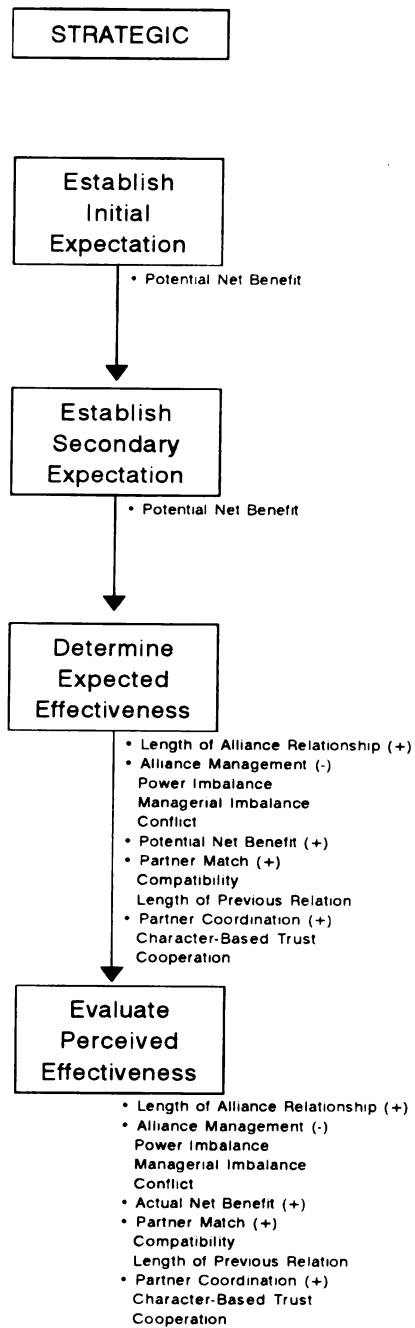 STRATEGIC
Establish
Initial
Expectation
• Potential Net Benefit
Establish
Secondary
Expectation
• Potential Net Benefit
Determine
Expected
Effectiveness
• Length of Alliance Relationship (+)
• Alliance Management (-)
Power Imbalance
Managerial Imbalance
Conflict
• Potential Net Benefit (+)
• Partner Match (+)
Compatibility
Length of Previous Relation
• Partner Coordination (+)
Character-Based Trust
Cooperation
Evaluate
Perceived
Effectiveness
• Length of Alliance Relationship (+)
• Alliance Management (-)
Power Imbalance
Managerial Imbalance
Conflict
• Actual Net Benefit (+)
• Partner Match (+)
Compatibility
Length of Previous Relation
• Partner Coordination (+)
Character-Based Trust
Cooperation